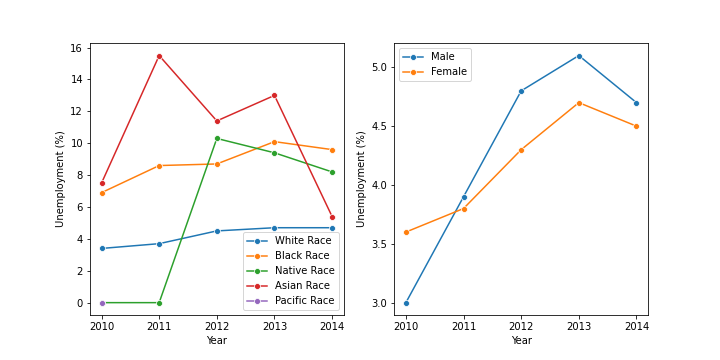 16
14
12
10
8
6
4
2
0
Unemployment (%)
2010 2011 2012 2013 2014
Year
White Race
Black Race
Native Race
Asian Race
Pacific Race
5.0
4.5
4.0
3.5
3.0
Unemployment (%)
2010 2011 2012 2013 2014
Year
Male
Female